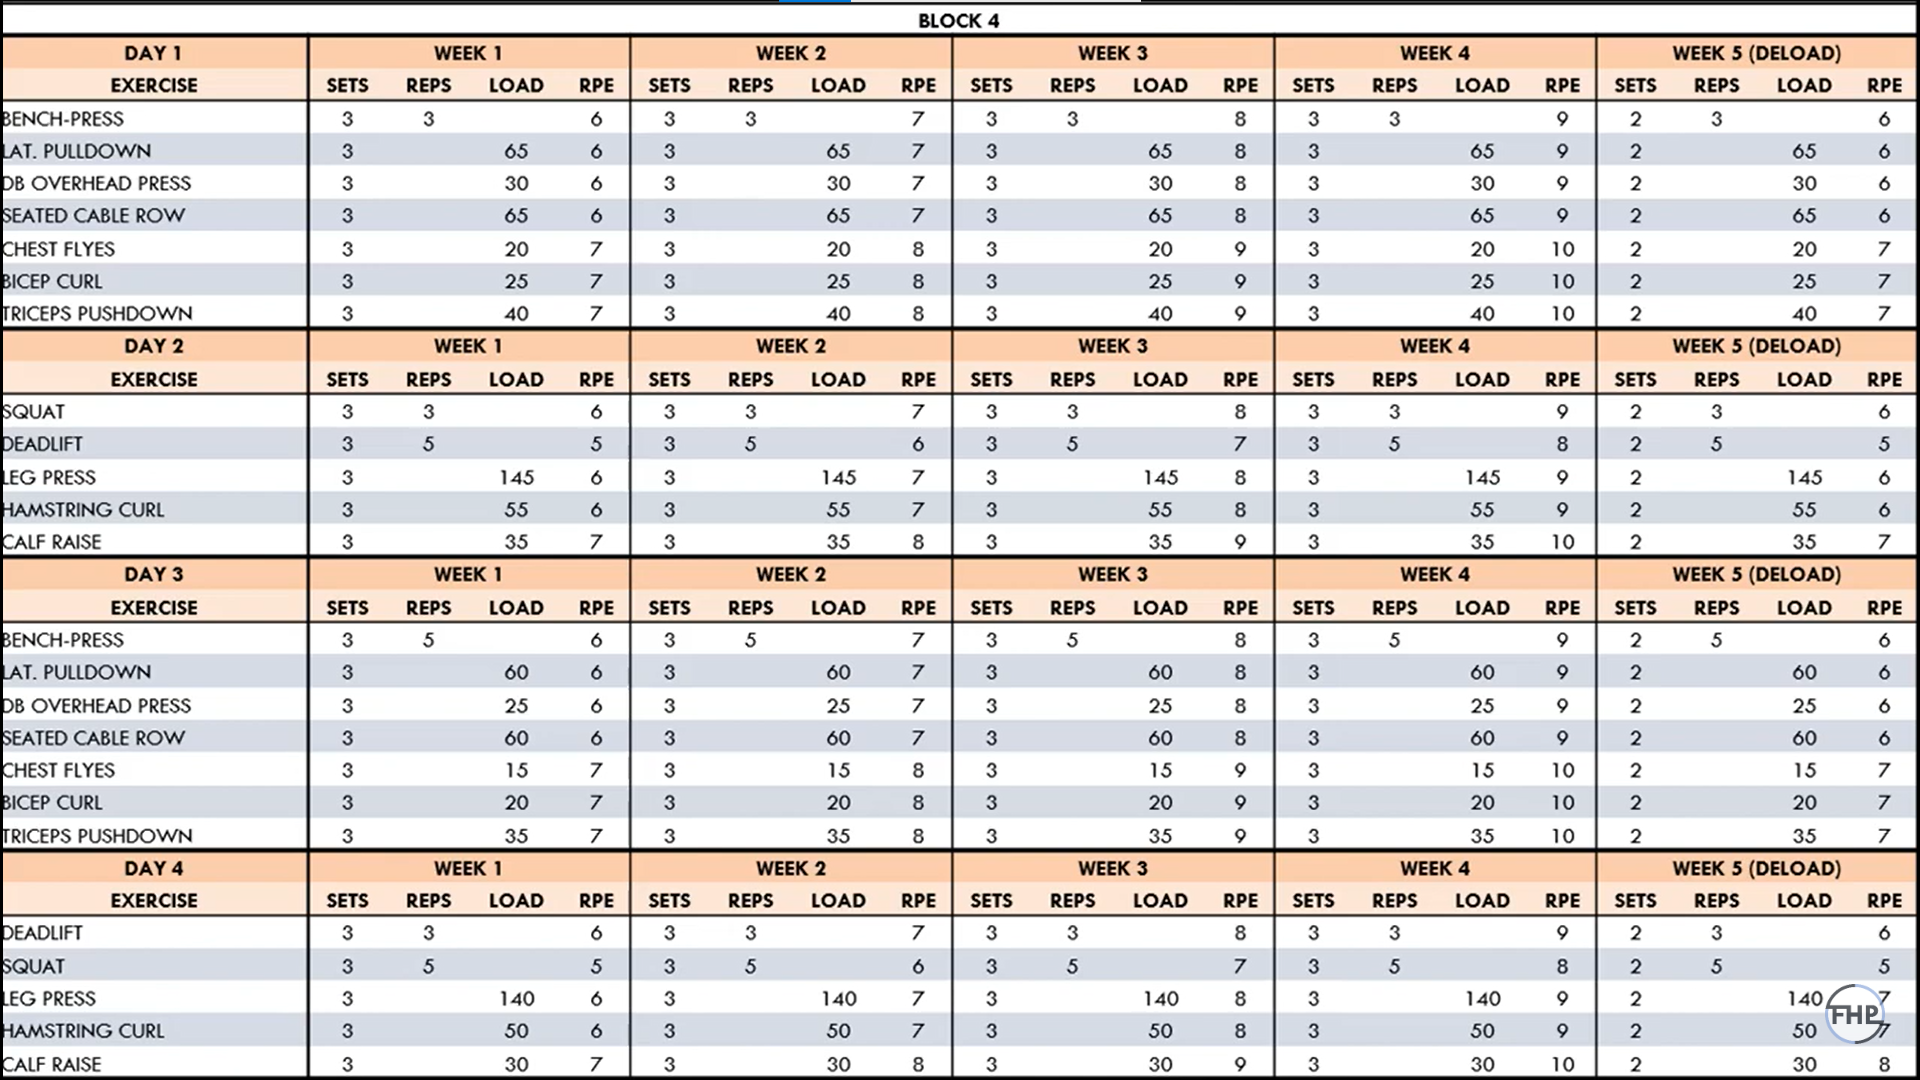 BLOCK 4
DAY 1 WEEK 1 WEEK 2 WEEK 3 WEEK 4 WEEK 5 (DELOAD)
EXERCISE SETS REPS LOAD RPE SETS REPS LOAD RPE SETS REPS LOAD RPE SETS REPS LOAD RPE SETS REPS LOAD RPE
BENCH-PRESS 3 3 6 3 3 7 3 3 8 3 3 9 2 3 6
LAT. PULLDOWN 3 65 6 3 65 7 3 65 8 3 65 9 2 65 6
DB OVERHEAD PRESS 3 30 6 3 30 7 3 30 8 3 30 9 2 30 6
SEATED CABLE ROW 3 65 6 3 65 7 3 65 8 3 65 9 2 65 6
CHEST FLYES 3 20 7 3 20 8 3 20 9 3 20 10 2 20 7
BICEP CURL 3 25 7 3 25 8 3 25 9 3 25 10 2 25 7
TRICEPS PUSHDOWN 3 40 7 3 40 8 3 40 9 3 40 10 2 40 7
DAY 2 WEEK 1 WEEK 2 WEEK 3 WEEK 4 WEEK 5 (DELOAD)
EXERCISE SETS REPS LOAD RPE SETS REPS LOAD RPE SETS REPS LOAD RPE SETS REPS LOAD RPE SETS REPS LOAD RPE
SQUAT 3 3 6 3 3 7 3 3 8 3 3 9 2 3 6
DEADLIFT 3 5 5 3 5 6 3 5 7 3 5 8 2 5 5
LEG PRESS 3 145 6 3 145 7 3 145 8 3 145 9 2 145 6
HAMSTRING CURL 3 55 6 3 55 7 3 55 8 3 55 9 2 55 6
CALF RAISE 3 35 7 3 35 8 3 35 9 3 35 10 2 35 7
DAY 3 WEEK 1 WEEK 2 WEEK 3 WEEK 4 WEEK 5 (DELOAD)
EXERCISE SETS REPS LOAD RPE SETS REPS LOAD RPE SETS REPS LOAD RPE SETS REPS LOAD RPE SETS REPS LOAD RPE
BENCH-PRESS 3 5 6 3 5 7 3 5 8 3 5 9 2 5 6
LAT. PULLDOWN 3 60 6 3 60 7 3 60 8 3 60 9 2 60 6
DB OVERHEAD PRESS 3 25 6 3 25 7 3 25 8 3 25 9 2 25 6
SEATED CABLE ROW 3 60 6 3 60 7 3 60 8 3 60 9 2 60 6
CHEST FLYES 3 15 7 3 15 8 3 15 9 3 15 10 2 15 7
BICEP CURL 3 20 7 3 20 8 3 20 9 3 20 10 2 20 7
TRICEPS PUSHDOWN 3 35 7 3 35 8 3 35 9 3 35 10 2 35 7
DAY 4 WEEK 1 WEEK 2 WEEK 3 WEEK 4 WEEK 5 (DELOAD)
EXERCISE SETS REPS LOAD RPE SETS REPS LOAD RPE SETS REPS LOAD RPE SETS REPS LOAD RPE SETS REPS LOAD RPE
DEADLIFT 3 3 6 3 3 7 3 3 8 3 3 9 2 3 6
SQUAT 3 5 5 3 5 6 3 5 7 3 5 8 2 5 5
LEG PRESS 3 140 6 3 140 7 3 140 8 3 140 9 2 140 7
FHP
HAMSTRING CURL 3 50 6 3 50 7 3 50 8 3 50 9 2 50 7
CALF RAISE 3 30 7 3 30 8 3 30 9 3 30 10 2 30 8